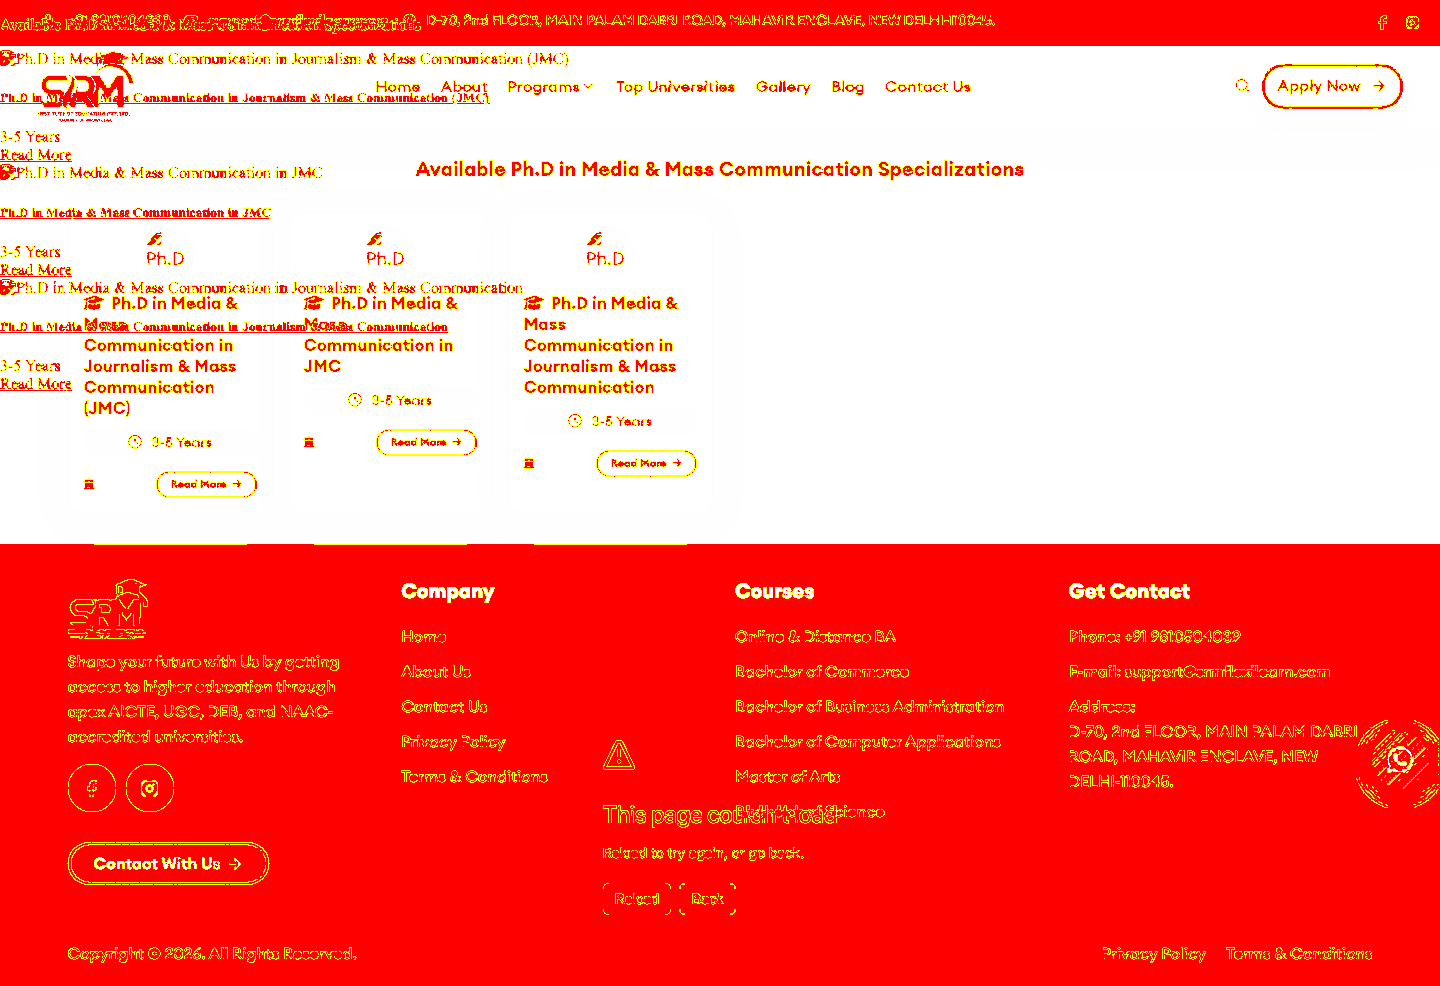 D-70, 2nd FLOOR, MAIN PALAM DABRI ROAD, MAHAVIR ENCLAVE, NEW DELHI-110045.
Ph.D in Media & Mass Communication in Journalism & Mass Communication (JMC)
SRM
Home About Programs Top Universities Gallery Blog Contact Us
Apply Now
Ph.D in Media & Mass Communication in Journalism & Mass Communication (JMC)
3-5 Years
Read More
Available Ph.D in Media & Mass Communication Specializations
Ph.D in Media & Mass Communication in JMC
Ph.D in Media & Mass Communication in JMC
3-5 Years
Read More
Ph.D in Media & Mass Communication in Journalism & Mass Communication
Ph.D in Media & Mass Communication in Journalism & Mass Communication
3-5 Years
Read More
Ph.D
Ph.D in Media &
Mass
Communication in
Journalism & Mass
Communication
(JMC)
3-5 Years
Read More
Ph.D
Ph.D in Media &
Mass
Communication in
JMC
3-5 Years
Read More
Ph.D
Ph.D in Media &
Mass
Communication in
Journalism & Mass
Communication
3-5 Years
Read More
SRM
Shape your future with Us by getting
access to higher education through
apex AICTE, UGC, DEB, and NAAC-
accredited universities.
Contact With Us
Company
Home
About Us
Contact Us
Privacy Policy
Terms & Conditions
Courses
Online & Distance BA
Bachelor of Commerce
Bachelor of Business Administration
Bachelor of Computer Applications
Master of Arts
This page couldn't load
Reload to try again, or go back.
Reload Back
Get Contact
Phone:
E-mail: support@srmflexilearn.com
Address:
D-70, 2nd FLOOR, MAIN PALAM DABRI
ROAD, MAHAVIR ENCLAVE, NEW
DELHI-110045.
Copyright © 2026. All Rights Reserved.
Privacy Policy Terms & Conditions